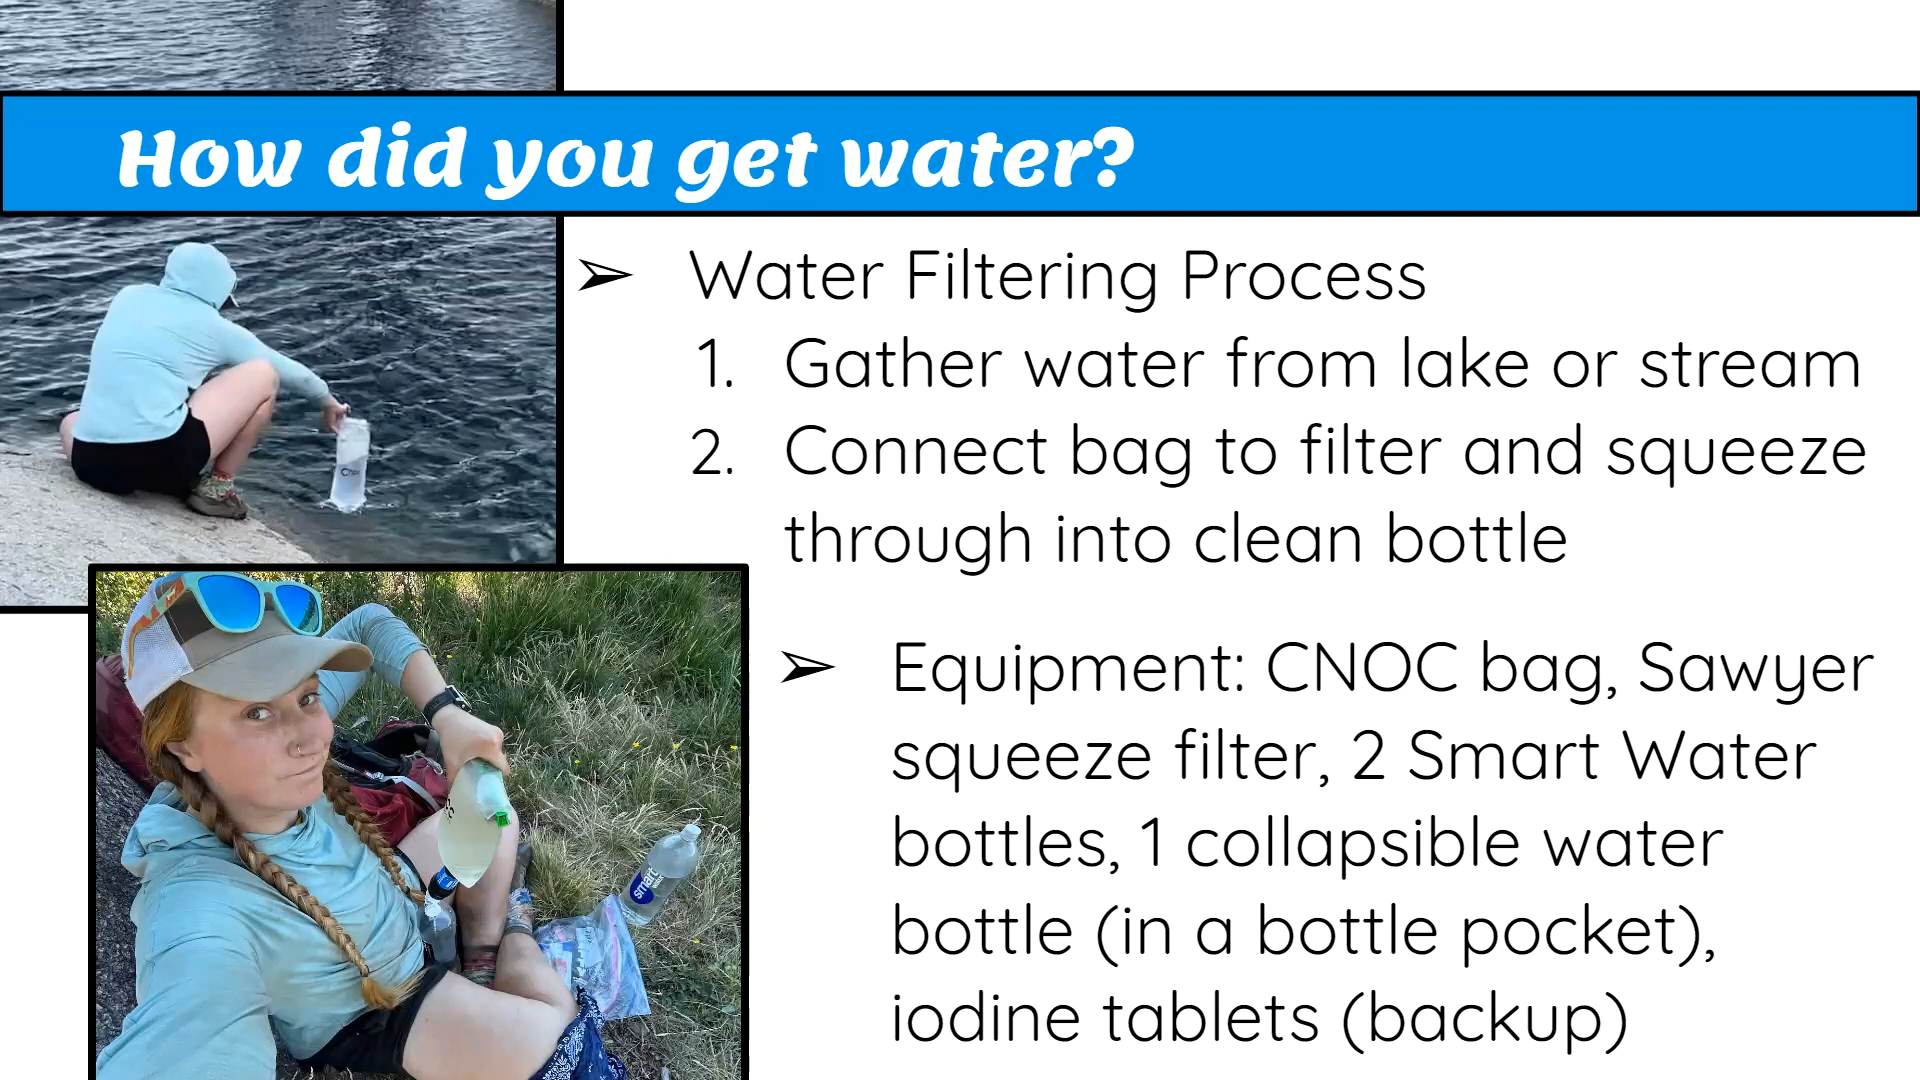 How did you get water?
➢ Water Filtering Process
1. Gather water from lake or stream
2. Connect bag to filter and squeeze
through into clean bottle
➢ Equipment: CNOC bag, Sawyer
squeeze filter, 2 Smart Water
bottles, 1 collapsible water
bottle (in a bottle pocket),
iodine tablets (backup)
smart
water